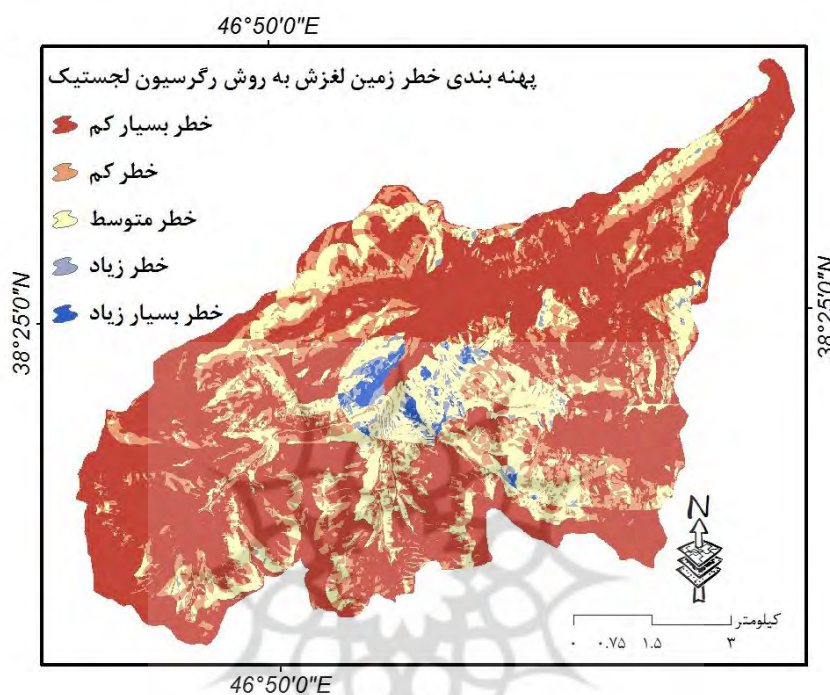 46°50'0"E
پهنه بندی خطر زمین لغزش به روش رگرسیون لجستیک
خطر بسیار کم
خطر کم
خطر متوسط
خطر زیاد
خطر بسیار زیاد
38°25'0"N
38°25'0"N
N
کیلومتر
۰ ۰.۷۵ ۱.۵ ۳
46°50'0"E